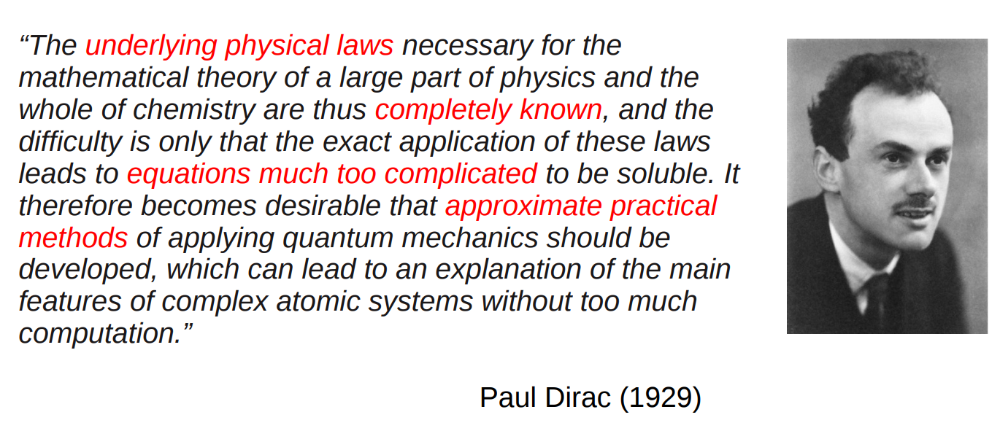 “The underlying physical laws necessary for the
mathematical theory of a large part of physics and the
whole of chemistry are thus completely known, and the
difficulty is only that the exact application of these laws
leads to equations much too complicated to be soluble. It
therefore becomes desirable that approximate practical
methods of applying quantum mechanics should be
developed, which can lead to an explanation of the main
features of complex atomic systems without too much
computation.”
Paul Dirac (1929)